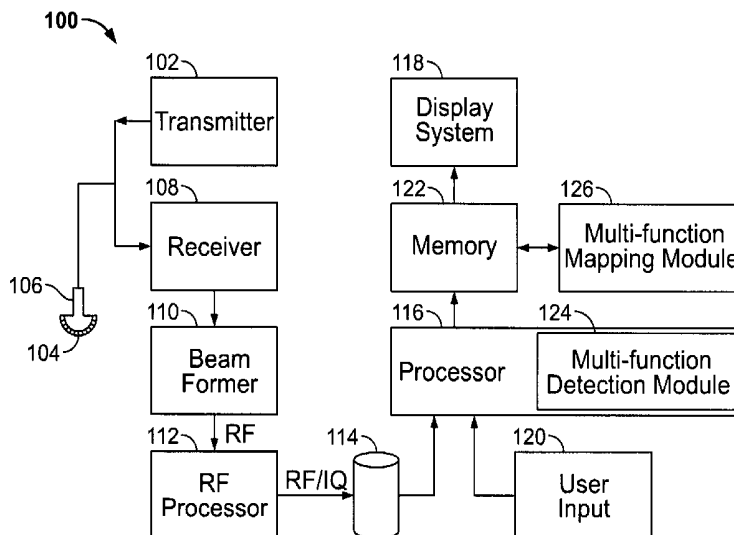 100
102
Transmitter
118
Display
System
108
Receiver
122
Memory
126
Multi-function
Mapping Module
106
104
110
Beam
Former
116
Processor
124
Multi-function
Detection Module
RF
112
RF
Processor
RF/IQ
114
120
User
Input